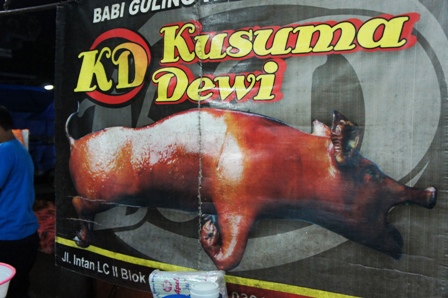 BABI GULING
KD Kusuma
Dewi
Jl. Intan LC II Blok